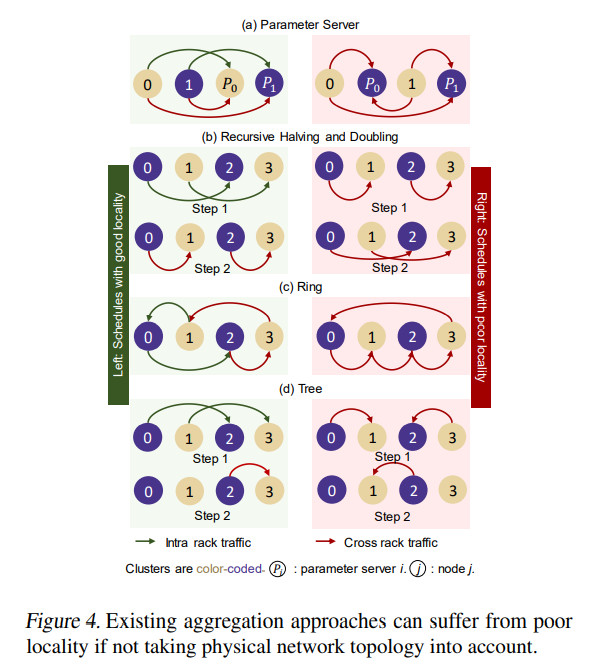 (a) Parameter Server
0 1 P0 P1
0 P0 1 P1
(b) Recursive Halving and Doubling
0 1 2 3
Step 1
0 1 2 3
Step 2
0 1 2 3
Step 1
0 1 2 3
Step 2
(c) Ring
0 1 2 3
0 1 2 3
(d) Tree
0 1 2 3
Step 1
0 1 2 3
Step 2
0 1 2 3
Step 1
0 1 2 3
Step 2
Left: Schedules with good locality
Right: Schedules with poor locality
Intra rack traffic
Cross rack traffic
Clusters are color-coded. Pi : parameter server i. j : node j.
Figure 4. Existing aggregation approaches can suffer from poor
locality if not taking physical network topology into account.